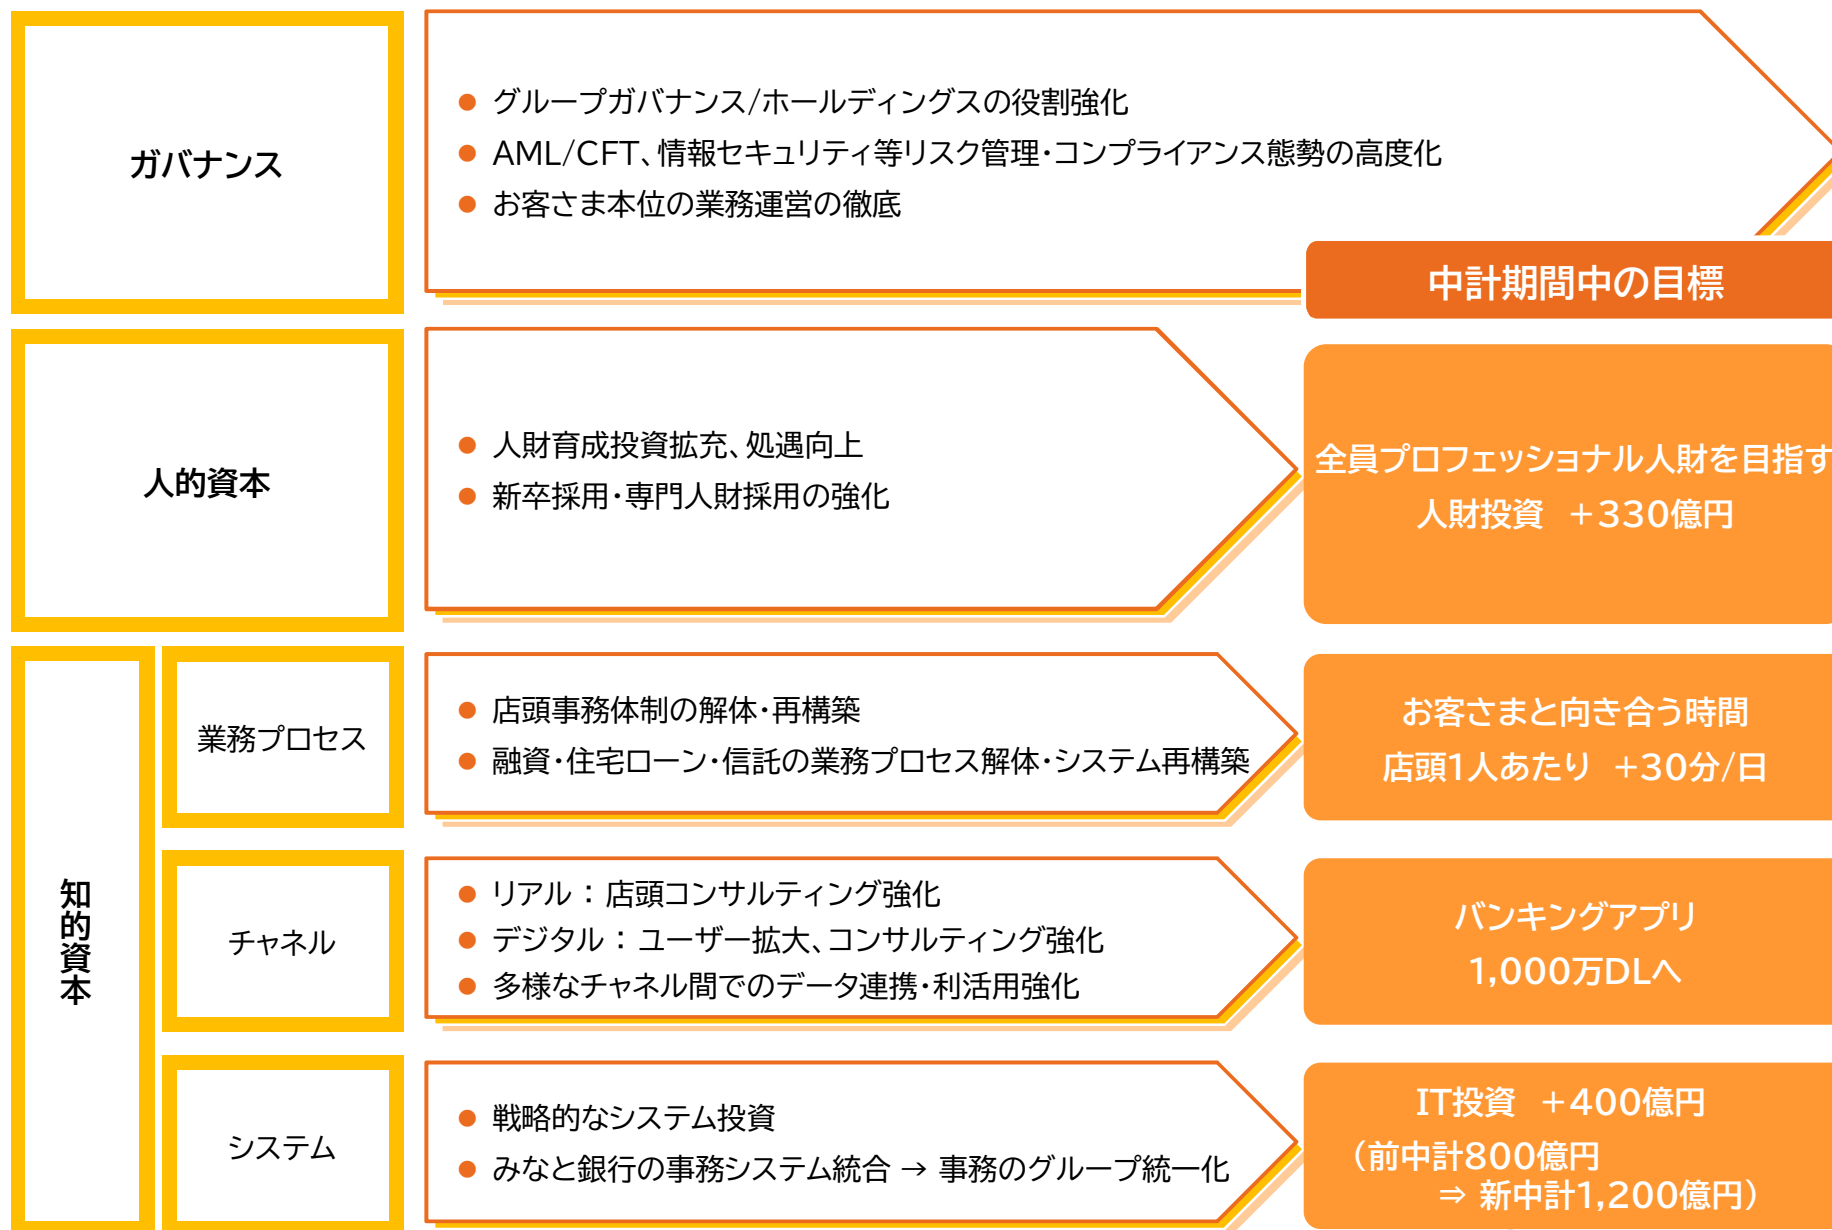 ガバナンス
● グループガバナンス/ホールディングスの役割強化
● AML/CFT、情報セキュリティ等リスク管理・コンプライアンス態勢の高度化
● お客さま本位の業務運営の徹底
中計期間中の目標
人的資本
● 人財育成投資拡充、処遇向上
● 新卒採用・専門人財採用の強化
全員プロフェッショナル人財を目指す
人財投資 +330億円
知的資本
業務プロセス
● 店頭事務体制の解体・再構築
● 融資・住宅ローン・信託の業務プロセス解体・システム再構築
お客さまと向き合う時間
店頭1人あたり +30分/日
チャネル
● リアル：店頭コンサルティング強化
● デジタル：ユーザー拡大、コンサルティング強化
● 多様なチャネル間でのデータ連携・利活用強化
バンキングアプリ
1,000万DLへ
システム
● 戦略的なシステム投資
● みなと銀行の事務システム統合 → 事務のグループ統一化
IT投資 +400億円
（前中計800億円
⇒ 新中計1,200億円）